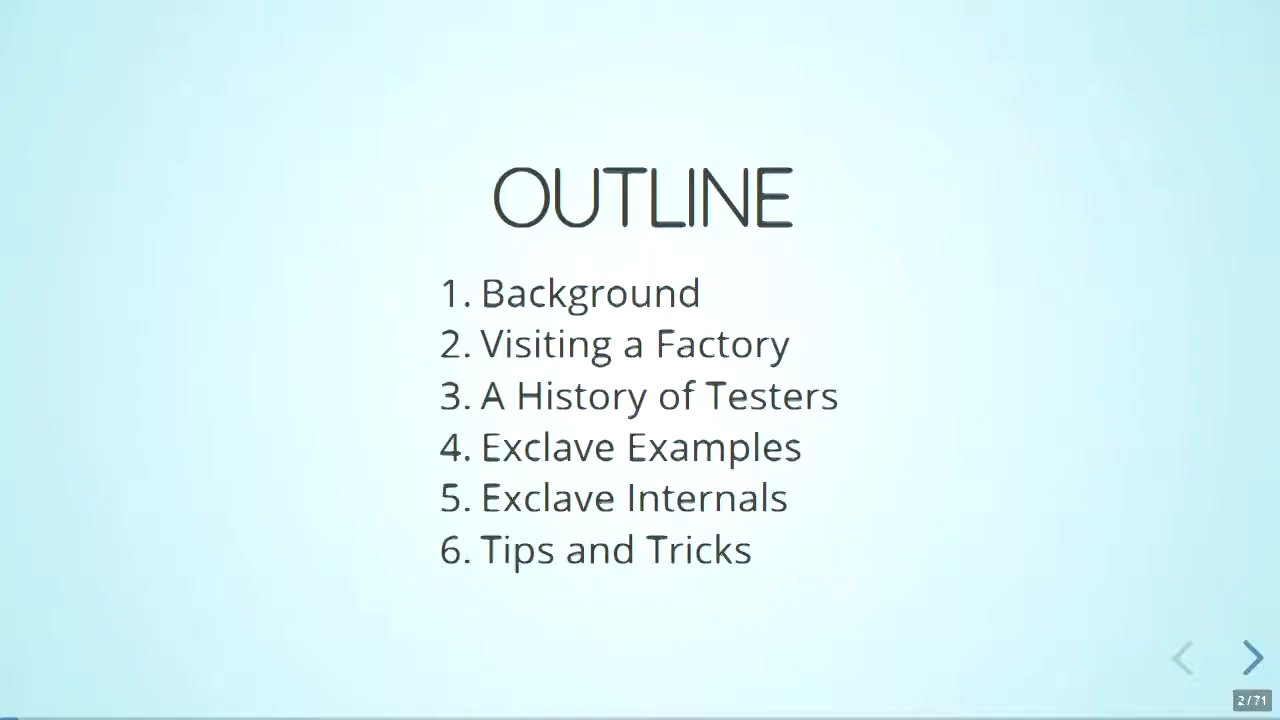 OUTLINE
1. Background
2. Visiting a Factory
3. A History of Testers
4. Exclave Examples
5. Exclave Internals
6. Tips and Tricks
2 / 71